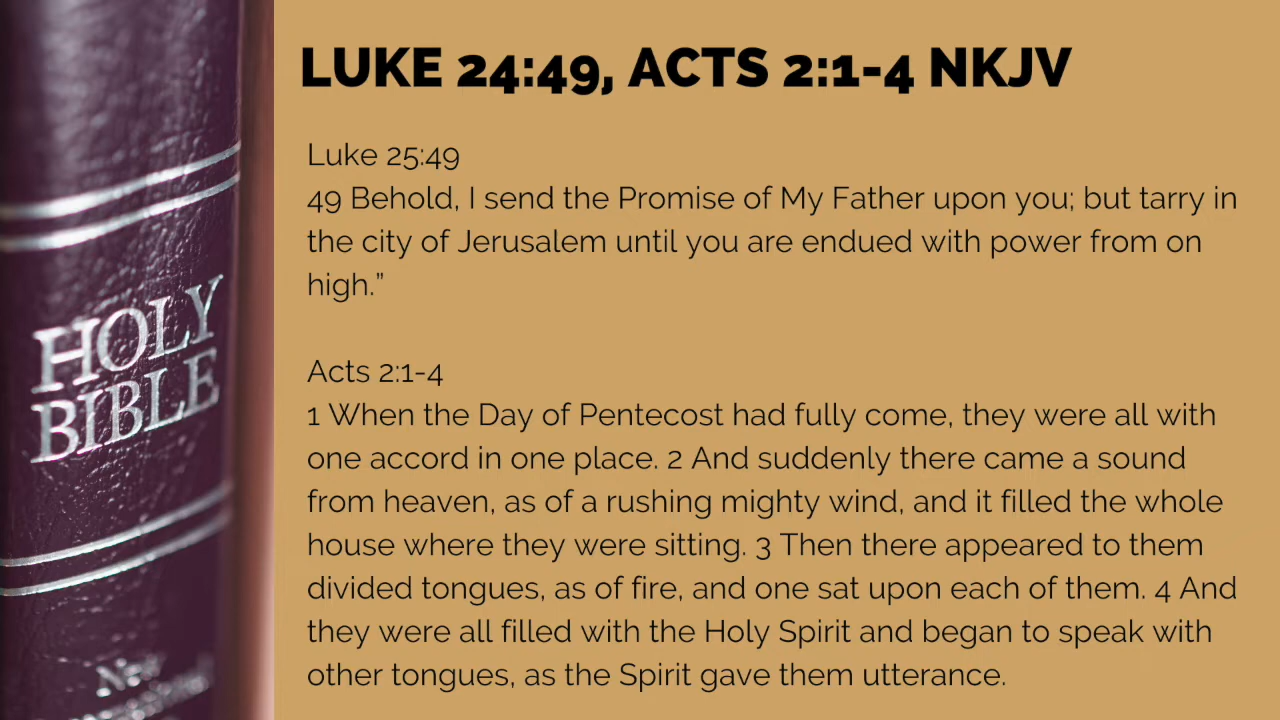 LUKE 24:49, ACTS 2:1-4 NKJV
Luke 25:49
49 Behold, I send the Promise of My Father upon you; but tarry in
the city of Jerusalem until you are endued with power from on
high.”
Acts 2:1-4
1 When the Day of Pentecost had fully come, they were all with
one accord in one place. 2 And suddenly there came a sound
from heaven, as of a rushing mighty wind, and it filled the whole
house where they were sitting. 3 Then there appeared to them
divided tongues, as of fire, and one sat upon each of them. 4 And
they were all filled with the Holy Spirit and began to speak with
other tongues, as the Spirit gave them utterance.
HOLY
BIBLE